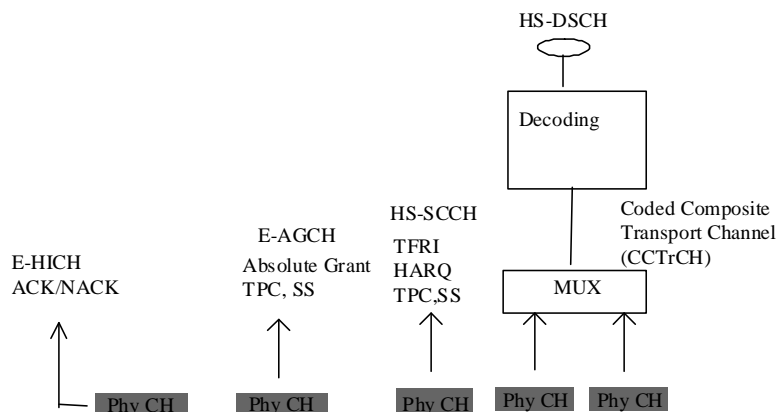 HS-DSCH
Decoding
Coded Composite
Transport Channel
(CCTrCH)
HS-SCCH
TFRI
HARQ
TPC,SS
E-AGCH
Absolute Grant
TPC, SS
E-HICH
ACK/NACK
MUX
Phy CH
Phy CH
Phy CH
Phy CH
Phy CH